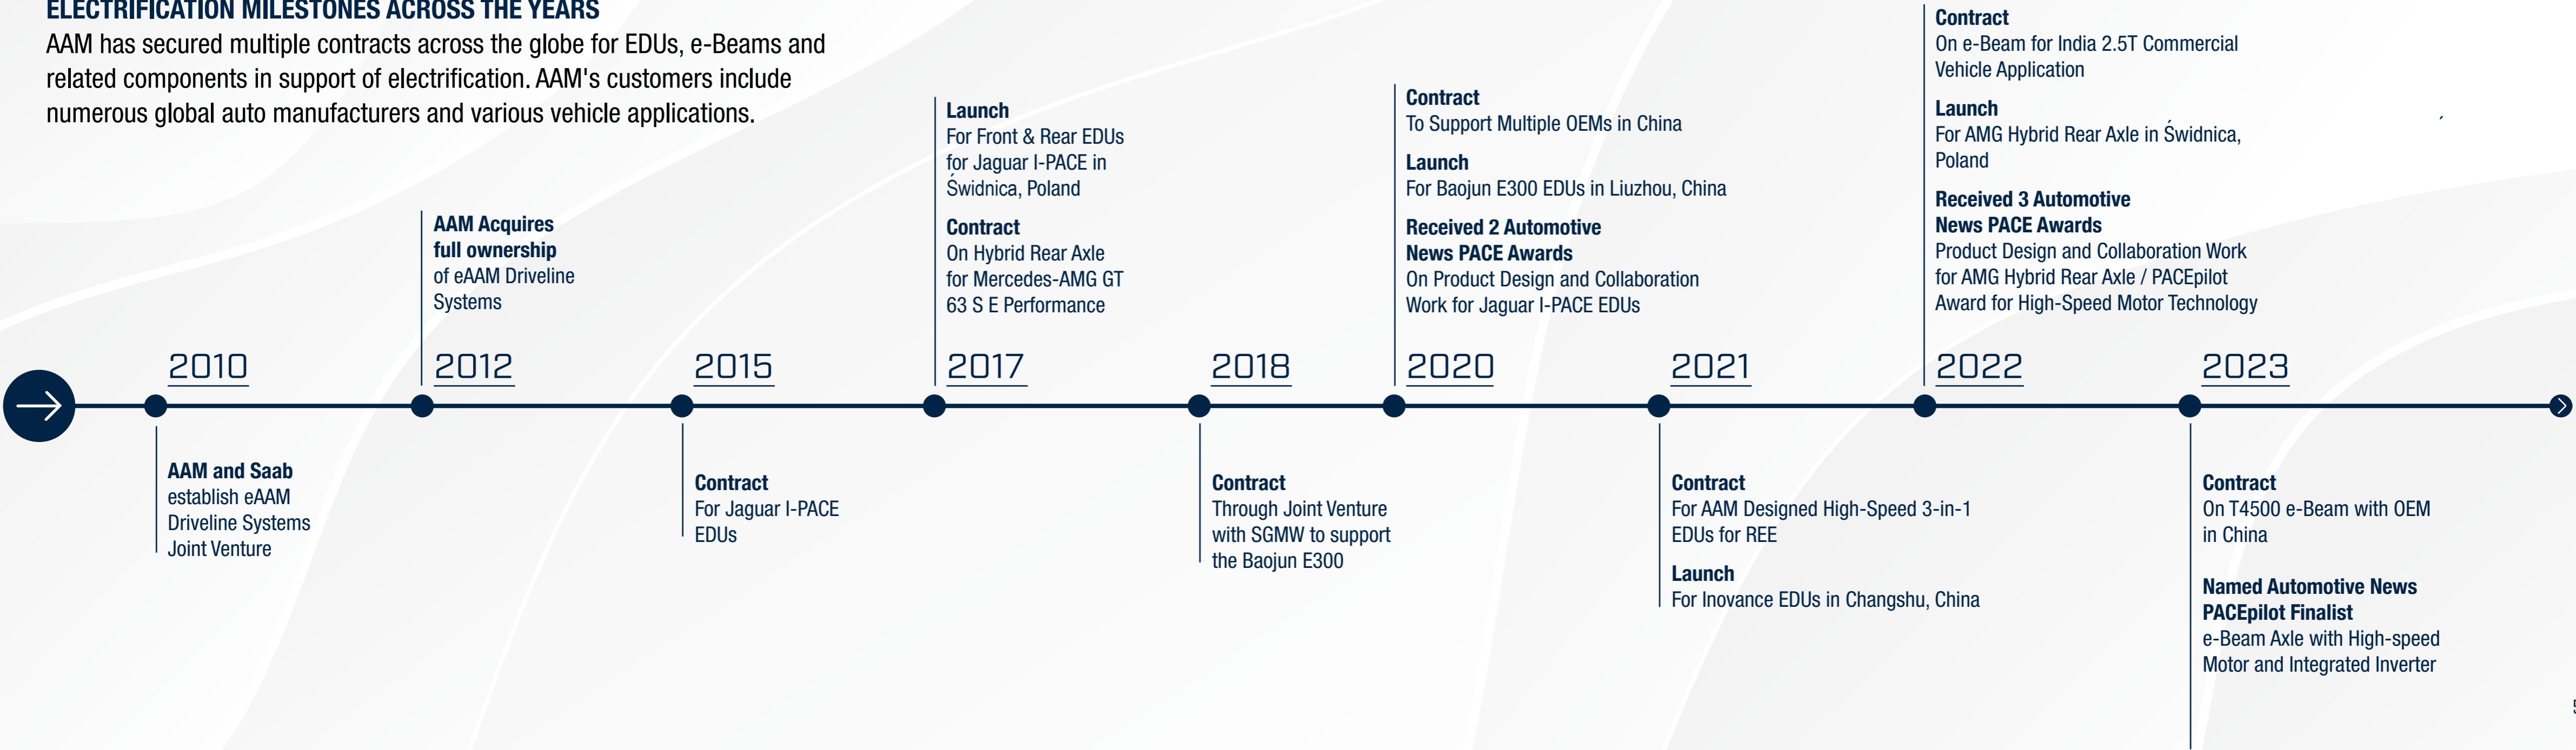 ELECTRIFICATION MILESTONES ACROSS THE YEARS
AAM has secured multiple contracts across the globe for EDUs, e-Beams and
related components in support of electrification. AAM's customers include
numerous global auto manufacturers and various vehicle applications.
2010
AAM and Saab
establish eAAM
Driveline Systems
Joint Venture
AAM Acquires
full ownership
of eAAM Driveline
Systems
2012
2015
Contract
For Jaguar I-PACE
EDUs
Launch
For Front & Rear EDUs
for Jaguar I-PACE in
Świdnica, Poland
Contract
On Hybrid Rear Axle
for Mercedes-AMG GT
63 S E Performance
2017
2018
Contract
Through Joint Venture
with SGMW to support
the Baojun E300
Contract
To Support Multiple OEMs in China
Launch
For Baojun E300 EDUs in Liuzhou, China
Received 2 Automotive
News PACE Awards
On Product Design and Collaboration
Work for Jaguar I-PACE EDUs
2020
2021
Contract
For AAM Designed High-Speed 3-in-1
EDUs for REE
Launch
For Inovance EDUs in Changshu, China
Contract
On e-Beam for India 2.5T Commercial
Vehicle Application
Launch
For AMG Hybrid Rear Axle in Świdnica,
Poland
Received 3 Automotive
News PACE Awards
Product Design and Collaboration Work
for AMG Hybrid Rear Axle / PACEpilot
Award for High-Speed Motor Technology
2022
2023
Contract
On T4500 e-Beam with OEM
in China
Named Automotive News
PACEpilot Finalist
e-Beam Axle with High-speed
Motor and Integrated Inverter